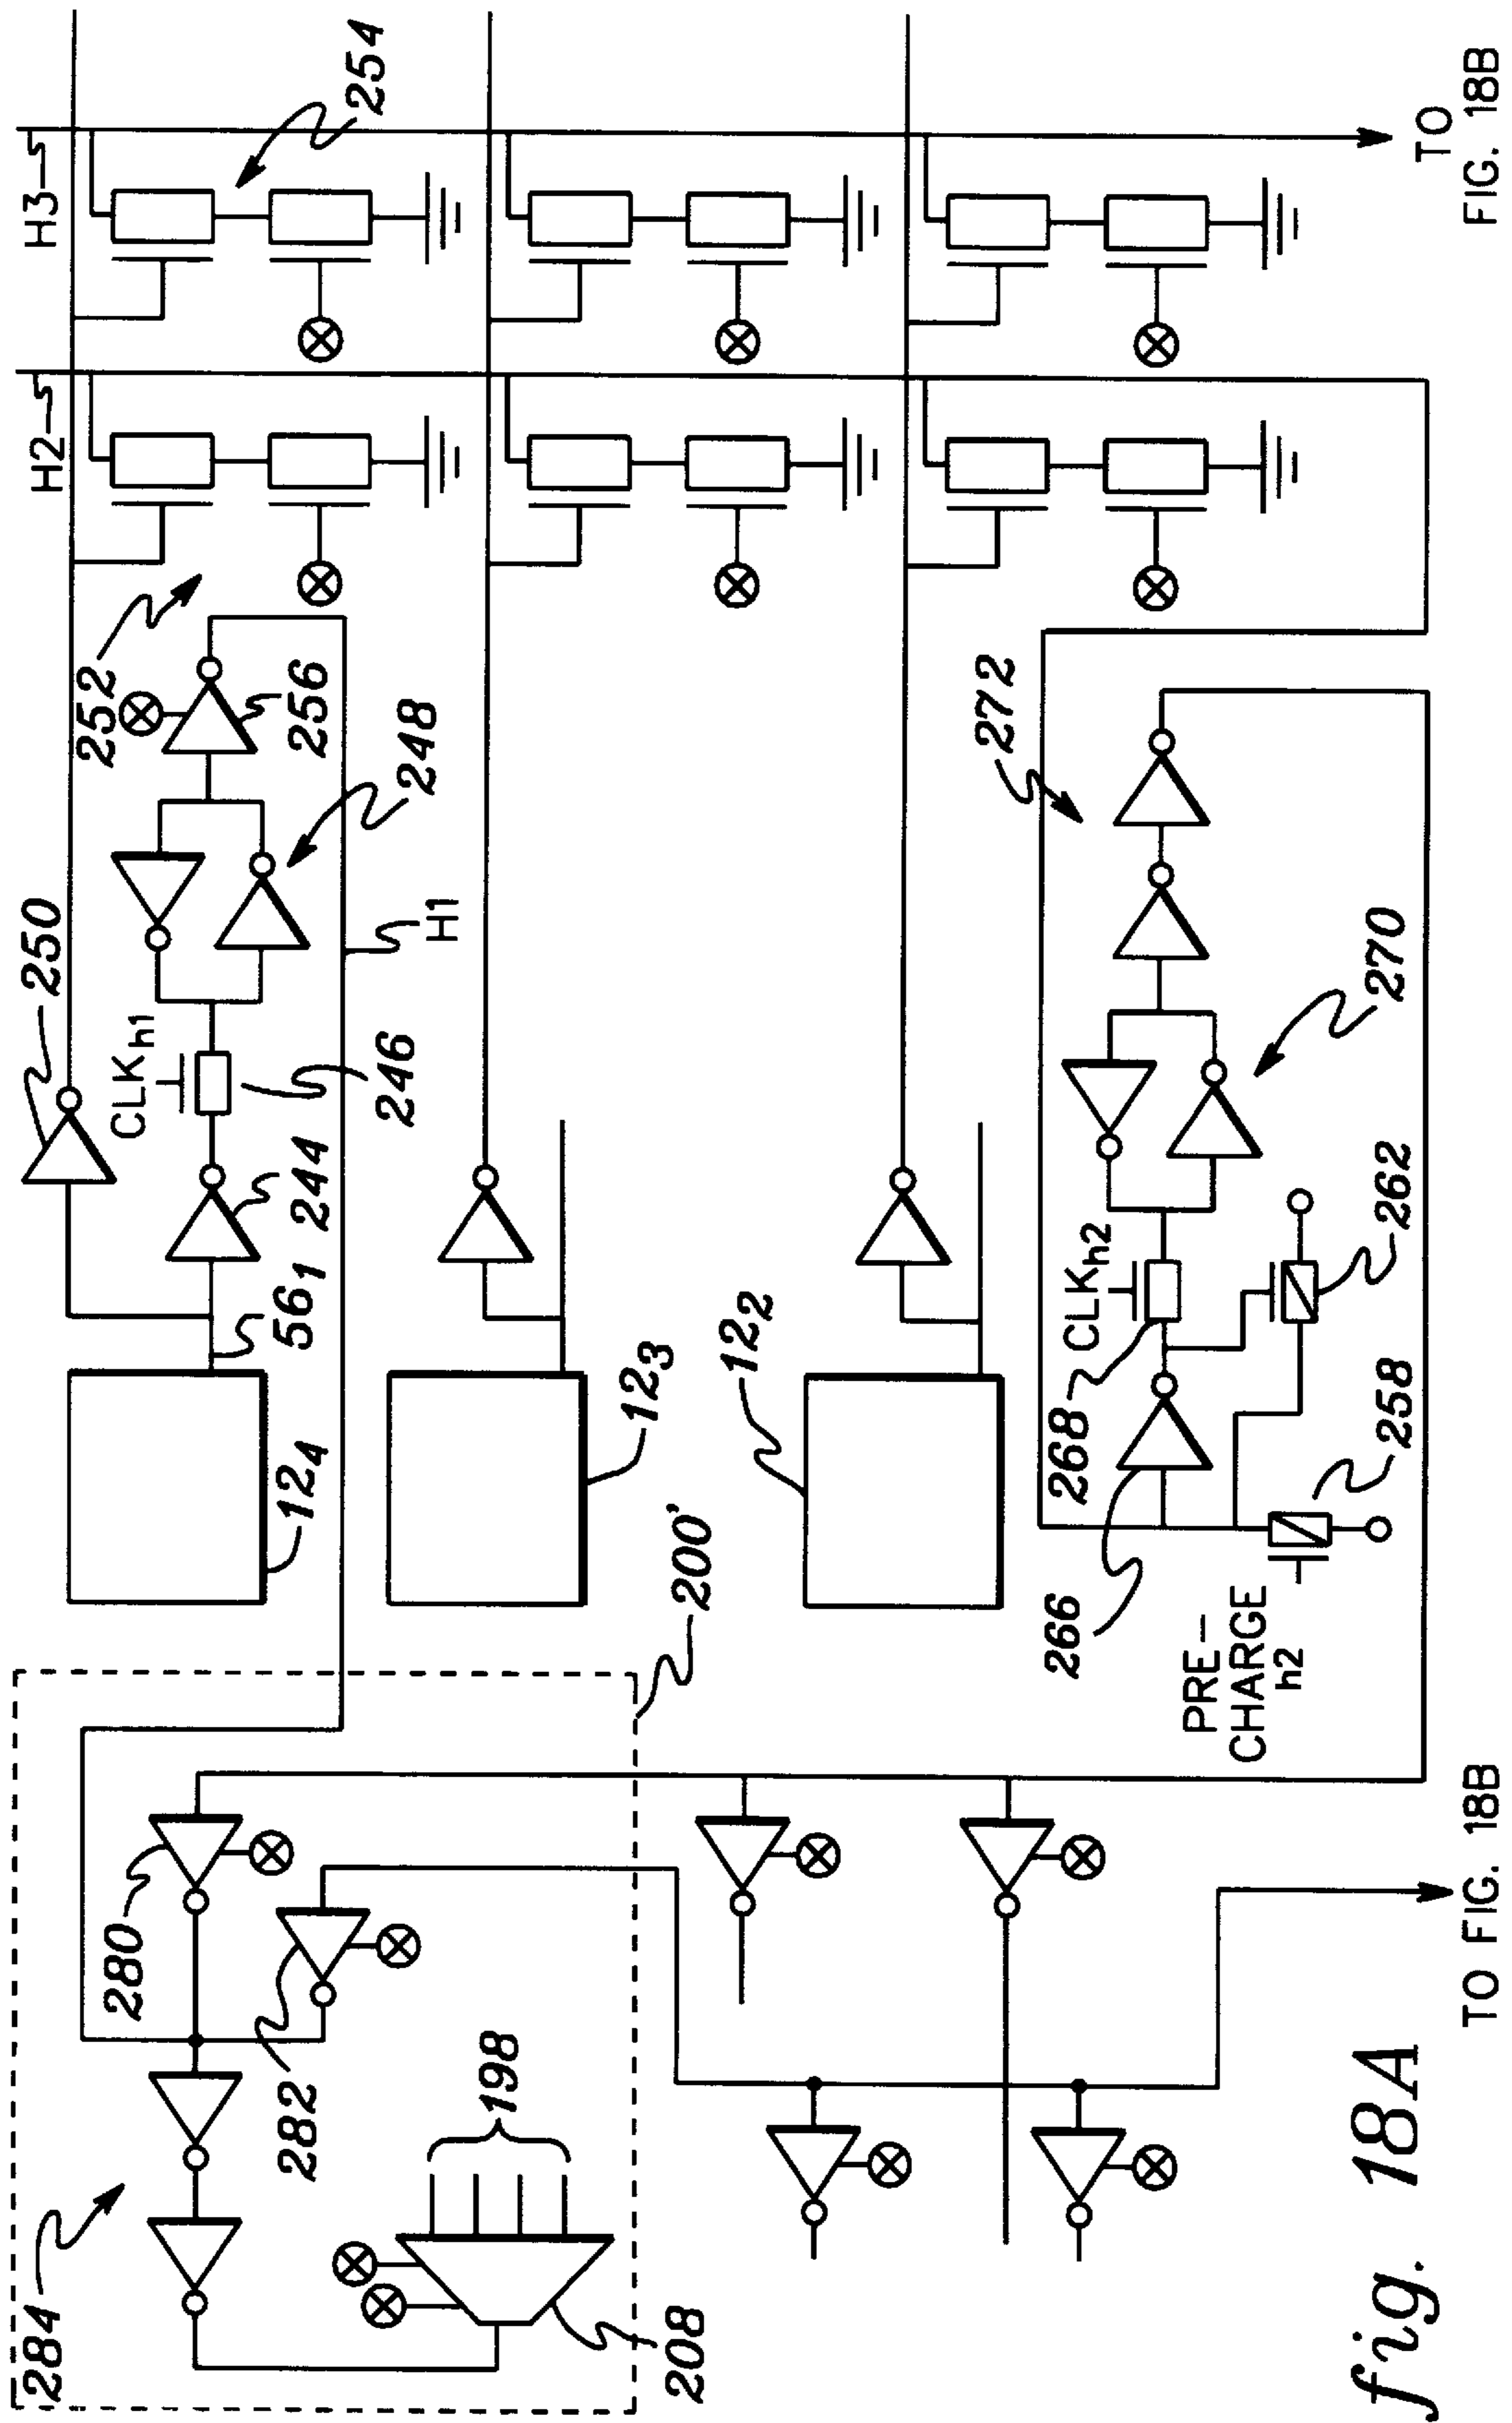 H3
254
TO
FIG. 18B
H2
252
256
248
H1
250
CLKh1
246
244
56₁
12₄
12₃
12₂
272
270
CLKh2
262
268
258
266
PRE-
CHARGE
h2
200'
280
282
284
198
208
TO FIG. 18B
fig. 18A